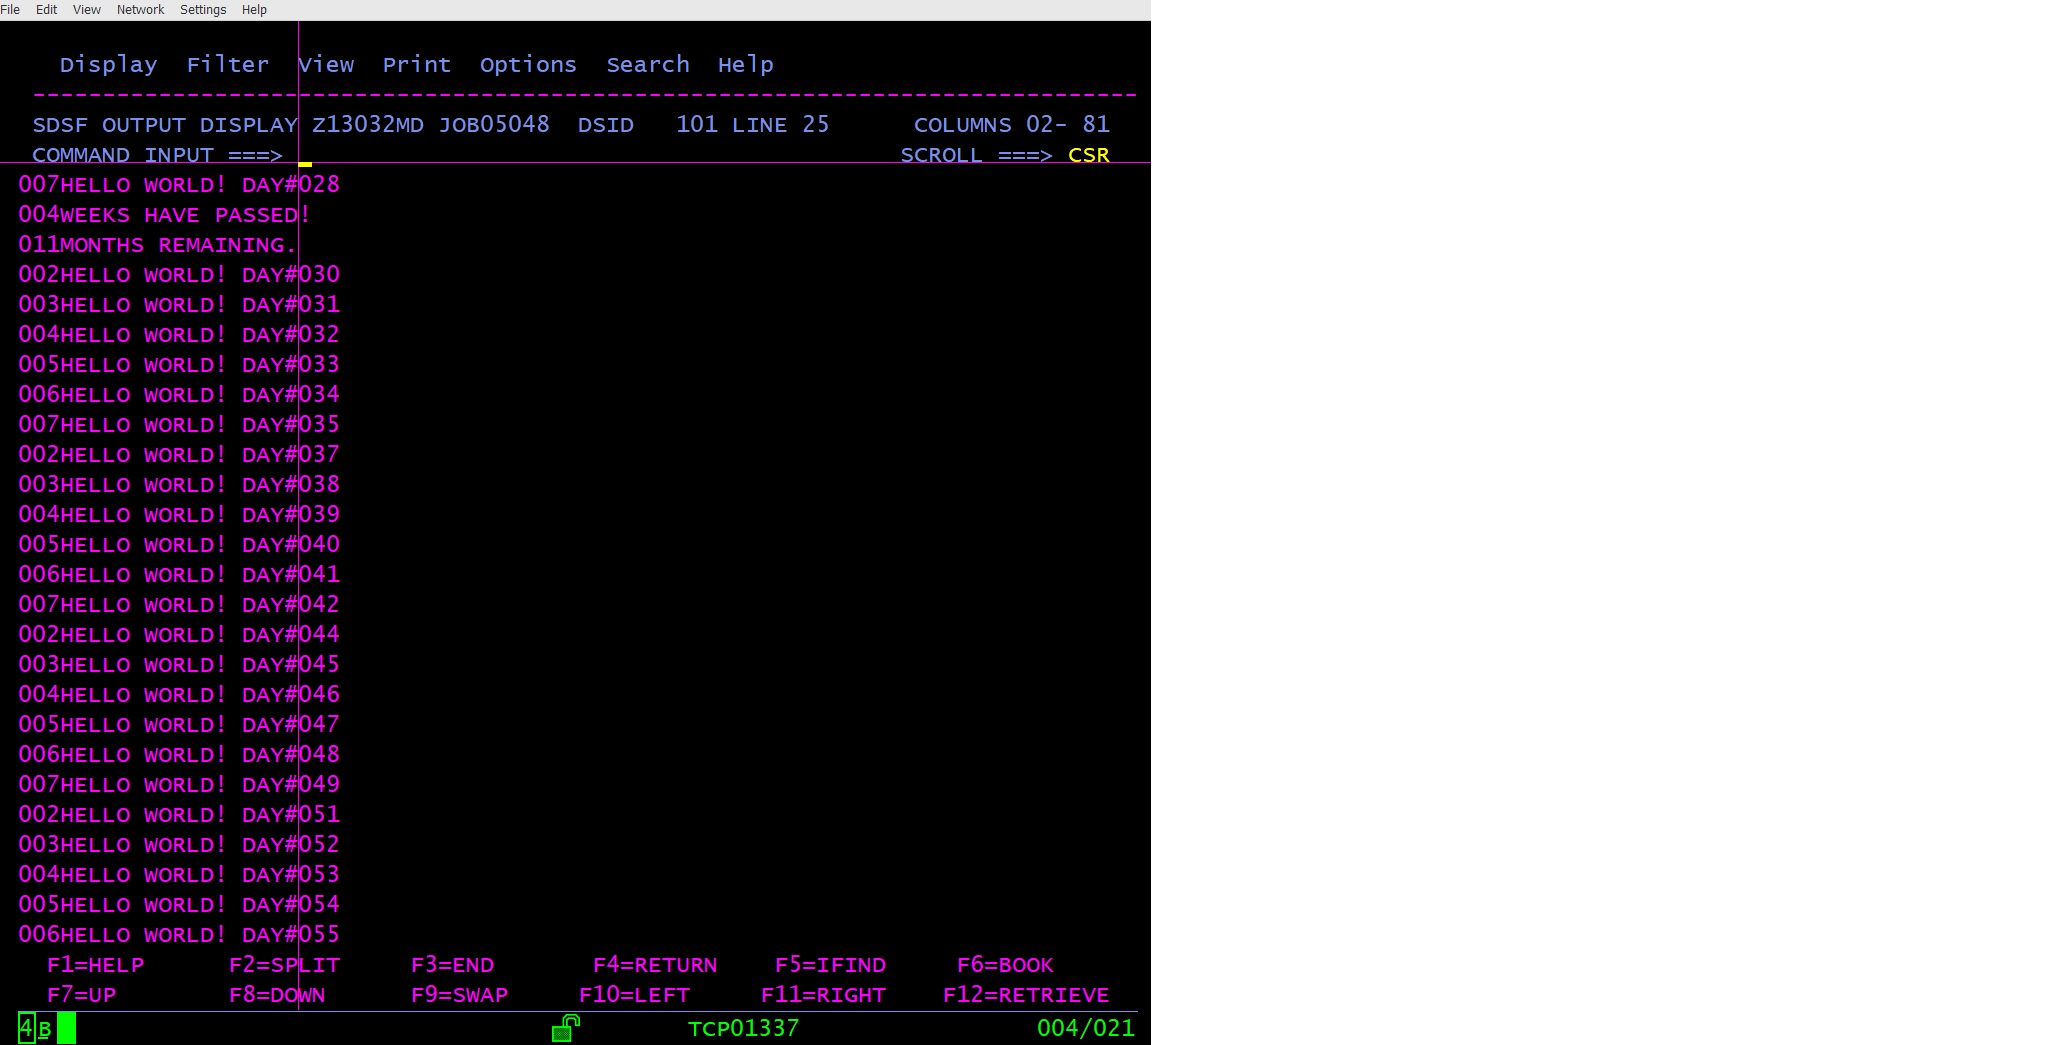 File Edit View Network Settings Help
Display Filter View Print Options Search Help
--------------------------------------------------------------------------------
SDSF OUTPUT DISPLAY Z13032MD JOB05048 DSID 101 LINE 25 COLUMNS 02- 81
COMMAND INPUT ===> SCROLL ===> CSR
007HELLO WORLD! DAY#028
004WEEKS HAVE PASSED!
011MONTHS REMAINING.
002HELLO WORLD! DAY#030
003HELLO WORLD! DAY#031
004HELLO WORLD! DAY#032
005HELLO WORLD! DAY#033
006HELLO WORLD! DAY#034
007HELLO WORLD! DAY#035
002HELLO WORLD! DAY#037
003HELLO WORLD! DAY#038
004HELLO WORLD! DAY#039
005HELLO WORLD! DAY#040
006HELLO WORLD! DAY#041
007HELLO WORLD! DAY#042
002HELLO WORLD! DAY#044
003HELLO WORLD! DAY#045
004HELLO WORLD! DAY#046
005HELLO WORLD! DAY#047
006HELLO WORLD! DAY#048
007HELLO WORLD! DAY#049
002HELLO WORLD! DAY#051
003HELLO WORLD! DAY#052
004HELLO WORLD! DAY#053
005HELLO WORLD! DAY#054
006HELLO WORLD! DAY#055
F1=HELP F2=SPLIT F3=END F4=RETURN F5=IFIND F6=BOOK
F7=UP F8=DOWN F9=SWAP F10=LEFT F11=RIGHT F12=RETRIEVE
4B TCP01337 004/021